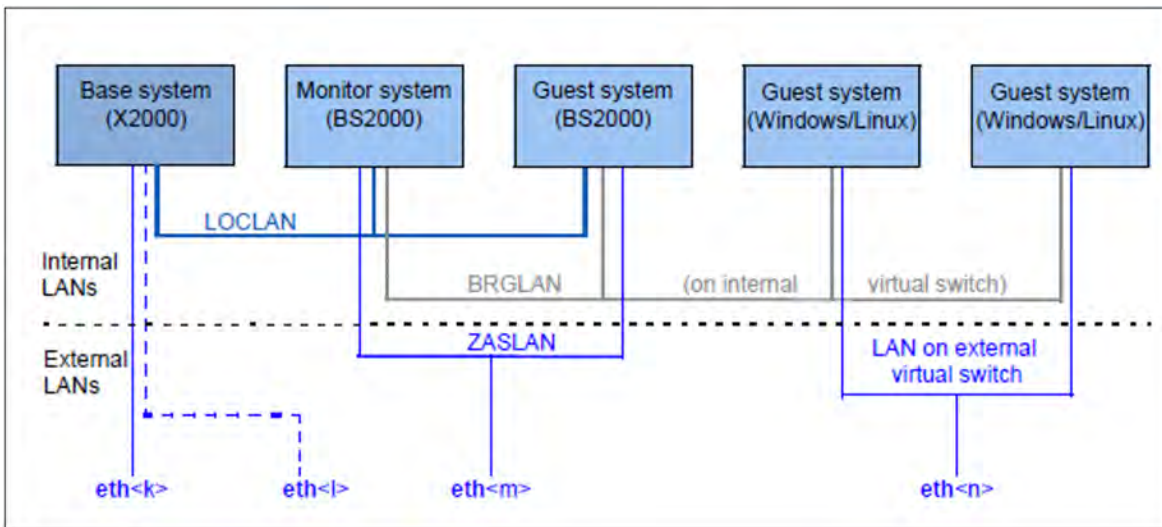 Base system
(X2000)
Monitor system
(BS2000)
Guest system
(BS2000)
Guest system
(Windows/Linux)
Guest system
(Windows/Linux)
LOCLAN
Internal
LANs
BRGLAN (on internal virtual switch)
External
LANs
ZASLAN
LAN on external
virtual switch
eth<k> eth<l> eth<m> eth<n>